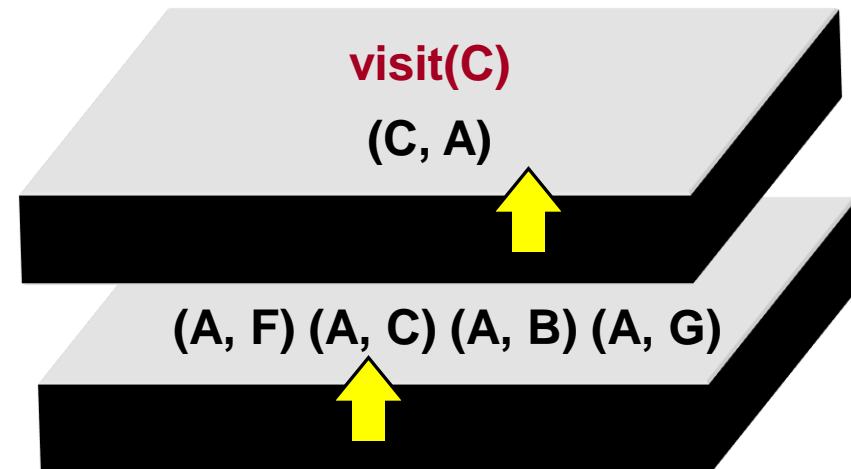 visit(C)
(C, A)
(A, F) (A, C) (A, B) (A, G)